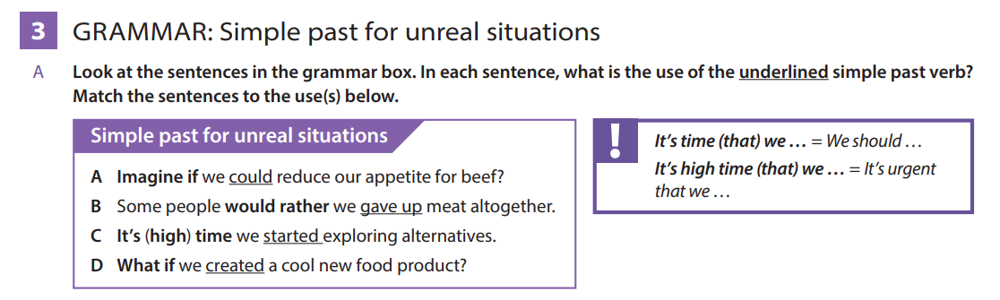 3 GRAMMAR: Simple past for unreal situations
A Look at the sentences in the grammar box. In each sentence, what is the use of the underlined simple past verb?
Match the sentences to the use(s) below.
Simple past for unreal situations
A Imagine if we could reduce our appetite for beef?
B Some people would rather we gave up meat altogether.
C It’s (high) time we started exploring alternatives.
D What if we created a cool new food product?
!
It’s time (that) we … = We should …
It’s high time (that) we … = It’s urgent
that we …